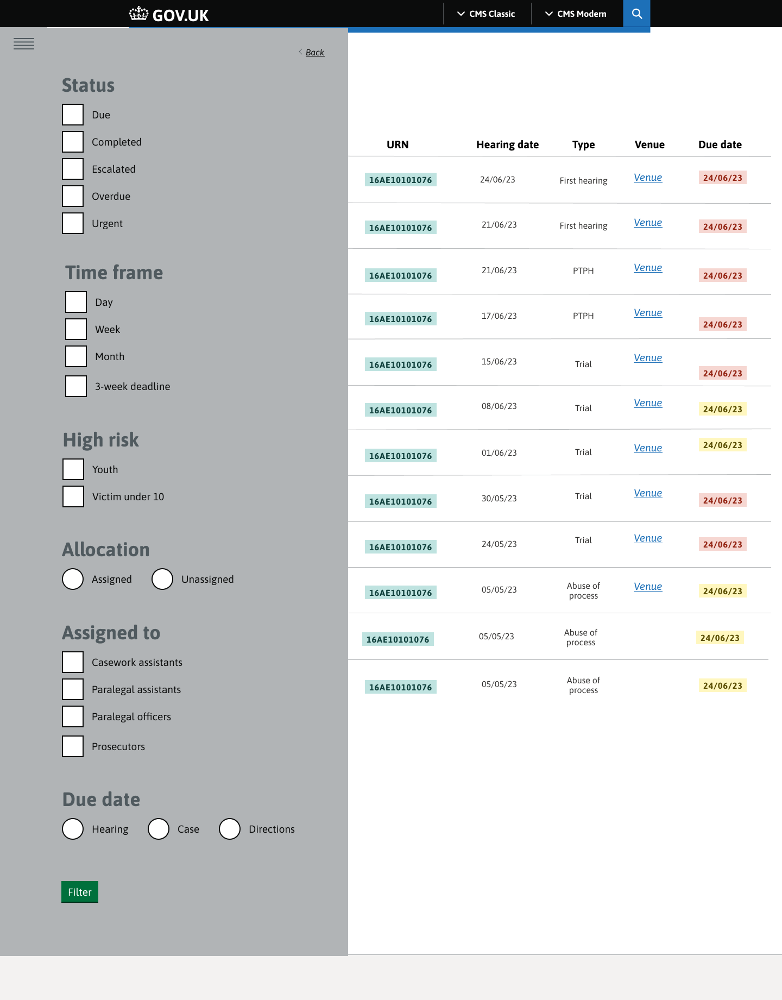 GOV.UK
CMS Classic
CMS Modern
Back
Status
Due
Completed
Escalated
Overdue
Urgent
Time frame
Day
Week
Month
3-week deadline
High risk
Youth
Victim under 10
Allocation
Assigned Unassigned
Assigned to
Casework assistants
Paralegal assistants
Paralegal officers
Prosecutors
Due date
Hearing Case Directions
Filter
URN Hearing date Type Venue Due date
16AE10101076 24/06/23 First hearing Venue 24/06/23
16AE10101076 21/06/23 First hearing Venue 24/06/23
16AE10101076 21/06/23 PTPH Venue 24/06/23
16AE10101076 17/06/23 PTPH Venue 24/06/23
16AE10101076 15/06/23 Trial Venue 24/06/23
16AE10101076 08/06/23 Trial Venue 24/06/23
16AE10101076 01/06/23 Trial Venue 24/06/23
16AE10101076 30/05/23 Trial Venue 24/06/23
16AE10101076 24/05/23 Trial Venue 24/06/23
16AE10101076 05/05/23 Abuse of process Venue 24/06/23
16AE10101076 05/05/23 Abuse of process 24/06/23
16AE10101076 05/05/23 Abuse of process 24/06/23